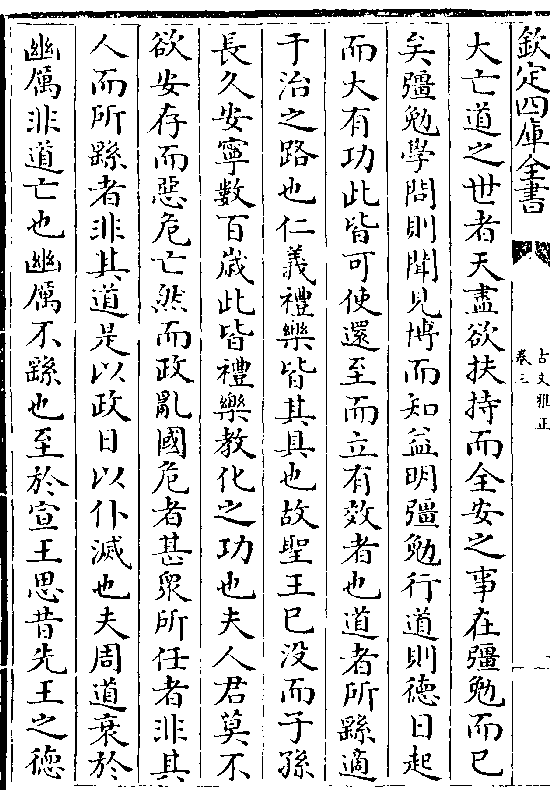 欽定四庫全書
古文雅正
卷三
大亡道之世者天盡欲扶持而全安之事在彊勉而已
矣彊勉學問則聞見博而知益明彊勉行道則徳日起
而大有功此皆可使還至而立有效者也道者所繇適
于治之路也仁義禮樂皆其具也故聖王已没而子孫
長久安寧數百嵗此皆禮樂教化之功也夫人君莫不
欲安存而惡危亡然而政亂國危者甚衆所任者非其
人而所繇者非其道是以政日以仆滅也夫周道衰於
幽厲非道亡也幽厲不繇也至於宣王思昔先王之徳